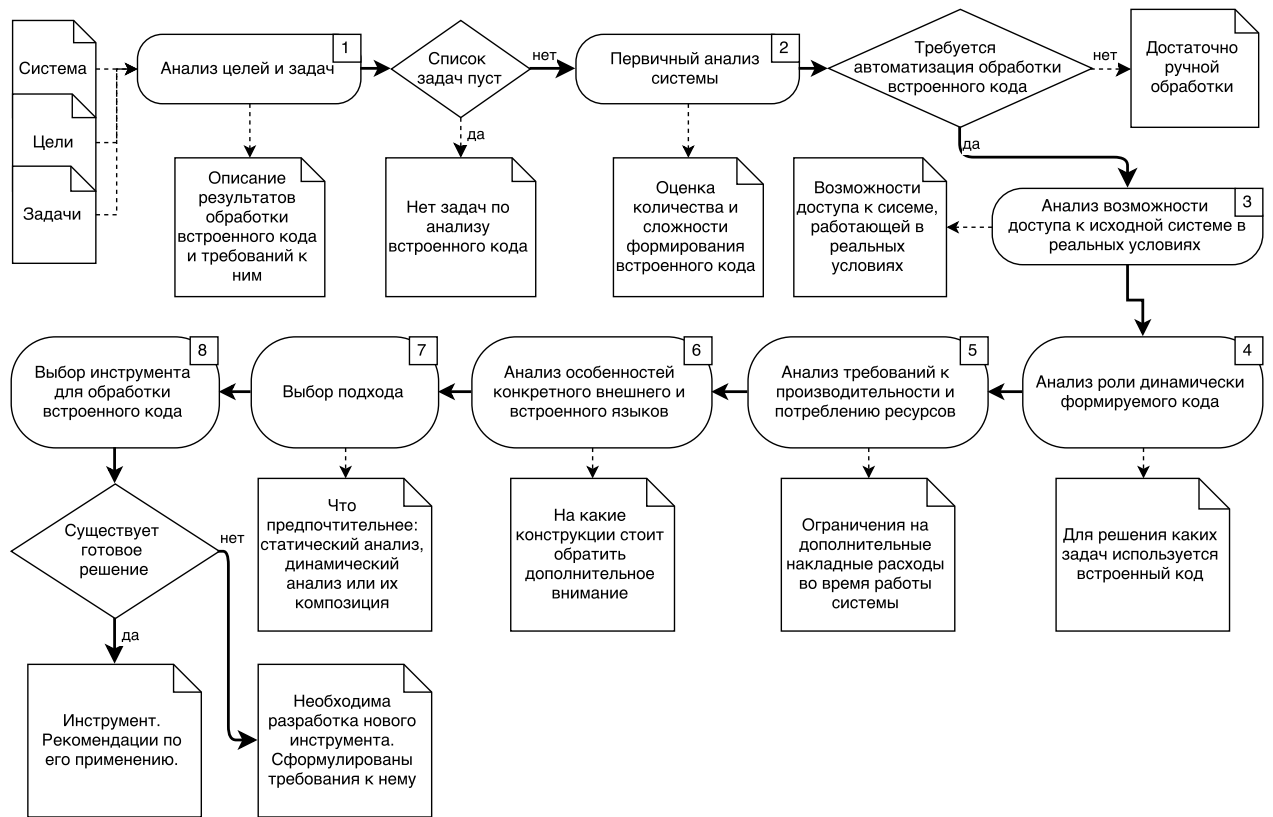 Система
Цели
Задачи
1
Анализ целей и задач
Описание
результатов
обработки
встроенного кода
и требований к
ним
Список
задач пуст
нет
да
Нет задач по
анализу
встроенного кода
2
Первичный анализ
системы
Оценка
количества и
сложности
формирования
встроенного кода
Требуется
автоматизация обработки
встроенного кода
нет
Достаточно
ручной
обработки
да
3
Анализ возможности
доступа к исходной системе в
реальных условиях
Возможности
доступа к сисеме,
работающей в
реальных
условиях
4
Анализ роли динамически
формируемого кода
Для решения каких
задач используется
встроенный код
5
Анализ требований к
производительности и
потреблению ресурсов
Ограничения на
дополнительные
накладные расходы
во время работы
системы
6
Анализ особенностей
конкретного внешнего и
встроенного языков
На какие
конструкции стоит
обратить
дополнительное
внимание
7
Выбор подхода
Что
предпочтительнее:
статический анализ,
динамический
анализ или их
композиция
8
Выбор инструмента
для обработки
встроенного кода
Существует
готовое
решение
нет
да
Инструмент.
Рекомендации по
его применению.
Необходима
разработка нового
инструмента.
Сформулированы
требования к нему